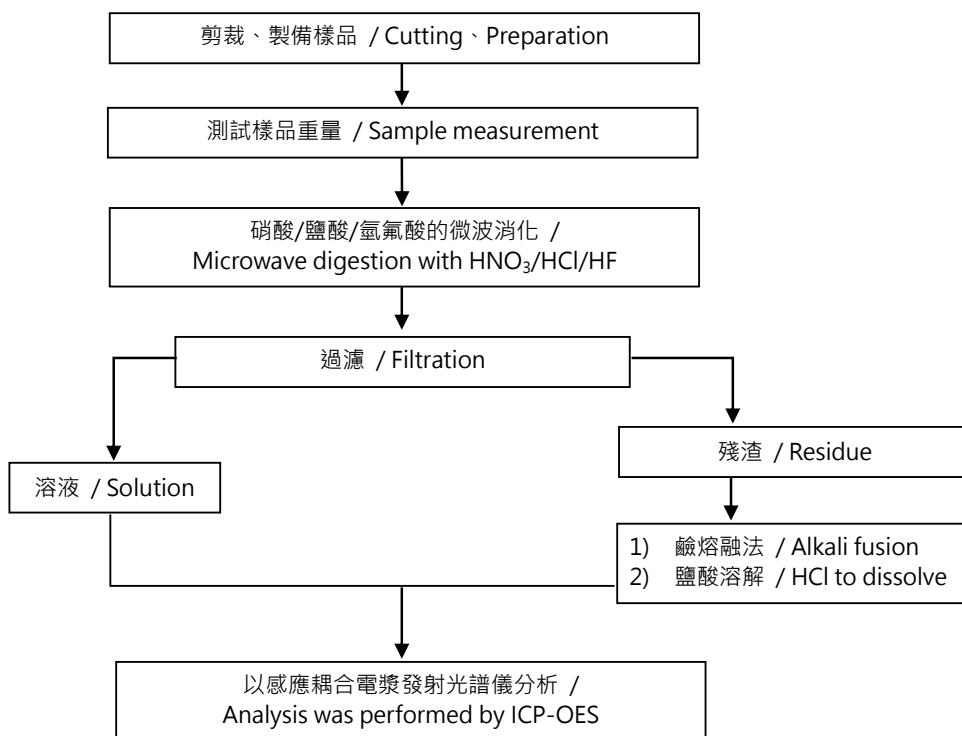 剪裁、製備樣品 / Cutting、Preparation
測試樣品重量 / Sample measurement
硝酸/鹽酸/氫氟酸的微波消化 /
Microwave digestion with HNO₃/HCl/HF
過濾 / Filtration
溶液 / Solution
殘渣 / Residue
1) 鹼熔融法 / Alkali fusion
2) 鹽酸溶解 / HCl to dissolve
以感應耦合電漿發射光譜儀分析 /
Analysis was performed by ICP-OES